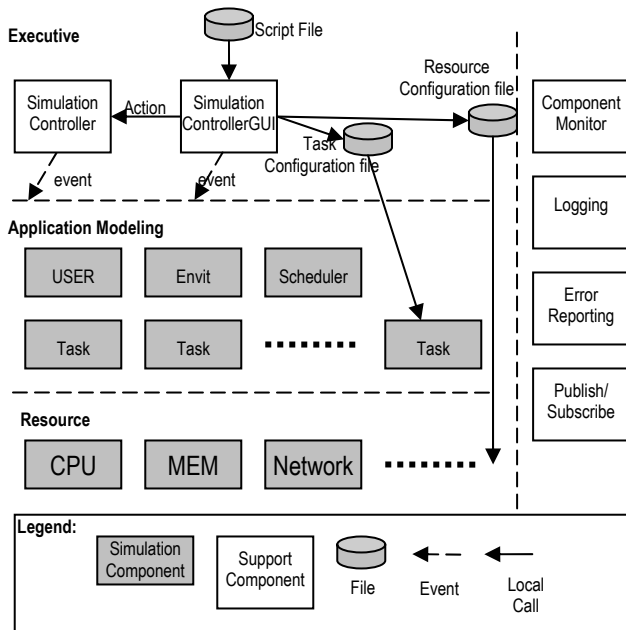 Executive
Script File
Resource
Configuration file
Simulation
Controller
Action
Simulation
ControllerGUI
Task
Configuration file
Component
Monitor
event
event
Logging
Application Modeling
USER
Envit
Scheduler
Error
Reporting
Task
Task
Task
Publish/
Subscribe
Resource
CPU
MEM
Network
Legend:
Simulation
Component
Support
Component
File
Event
Local
Call